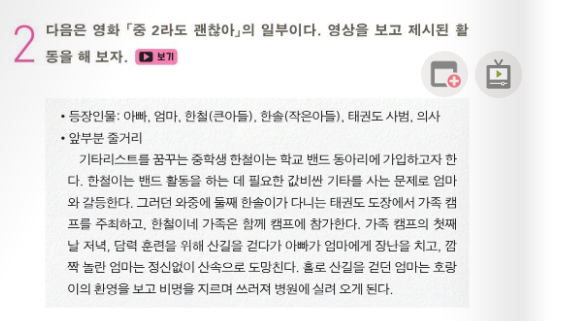 2 다음은 영화 「중 2라도 괜찮아」의 일부이다. 영상을 보고 제시된 활
동을 해 보자. 보기
• 등장인물: 아빠, 엄마, 한철(큰아들), 한솔(작은아들), 태권도 사범, 의사
• 앞부분 줄거리
기타리스트를 꿈꾸는 중학생 한철이는 학교 밴드 동아리에 가입하고자 한
다. 한철이는 밴드 활동을 하는 데 필요한 값비싼 기타를 사는 문제로 엄마
와 갈등한다. 그러던 와중에 둘째 한솔이가 다니는 태권도 도장에서 가족 캠
프를 주최하고, 한철이네 가족은 함께 캠프에 참가한다. 가족 캠프의 첫째
날 저녁, 담력 훈련을 위해 산길을 걷다가 아빠가 엄마에게 장난을 치고, 깜
짝 놀란 엄마는 정신없이 산속으로 도망친다. 홀로 산길을 걷던 엄마는 호랑
이의 환영을 보고 비명을 지르며 쓰러져 병원에 실려 오게 된다.